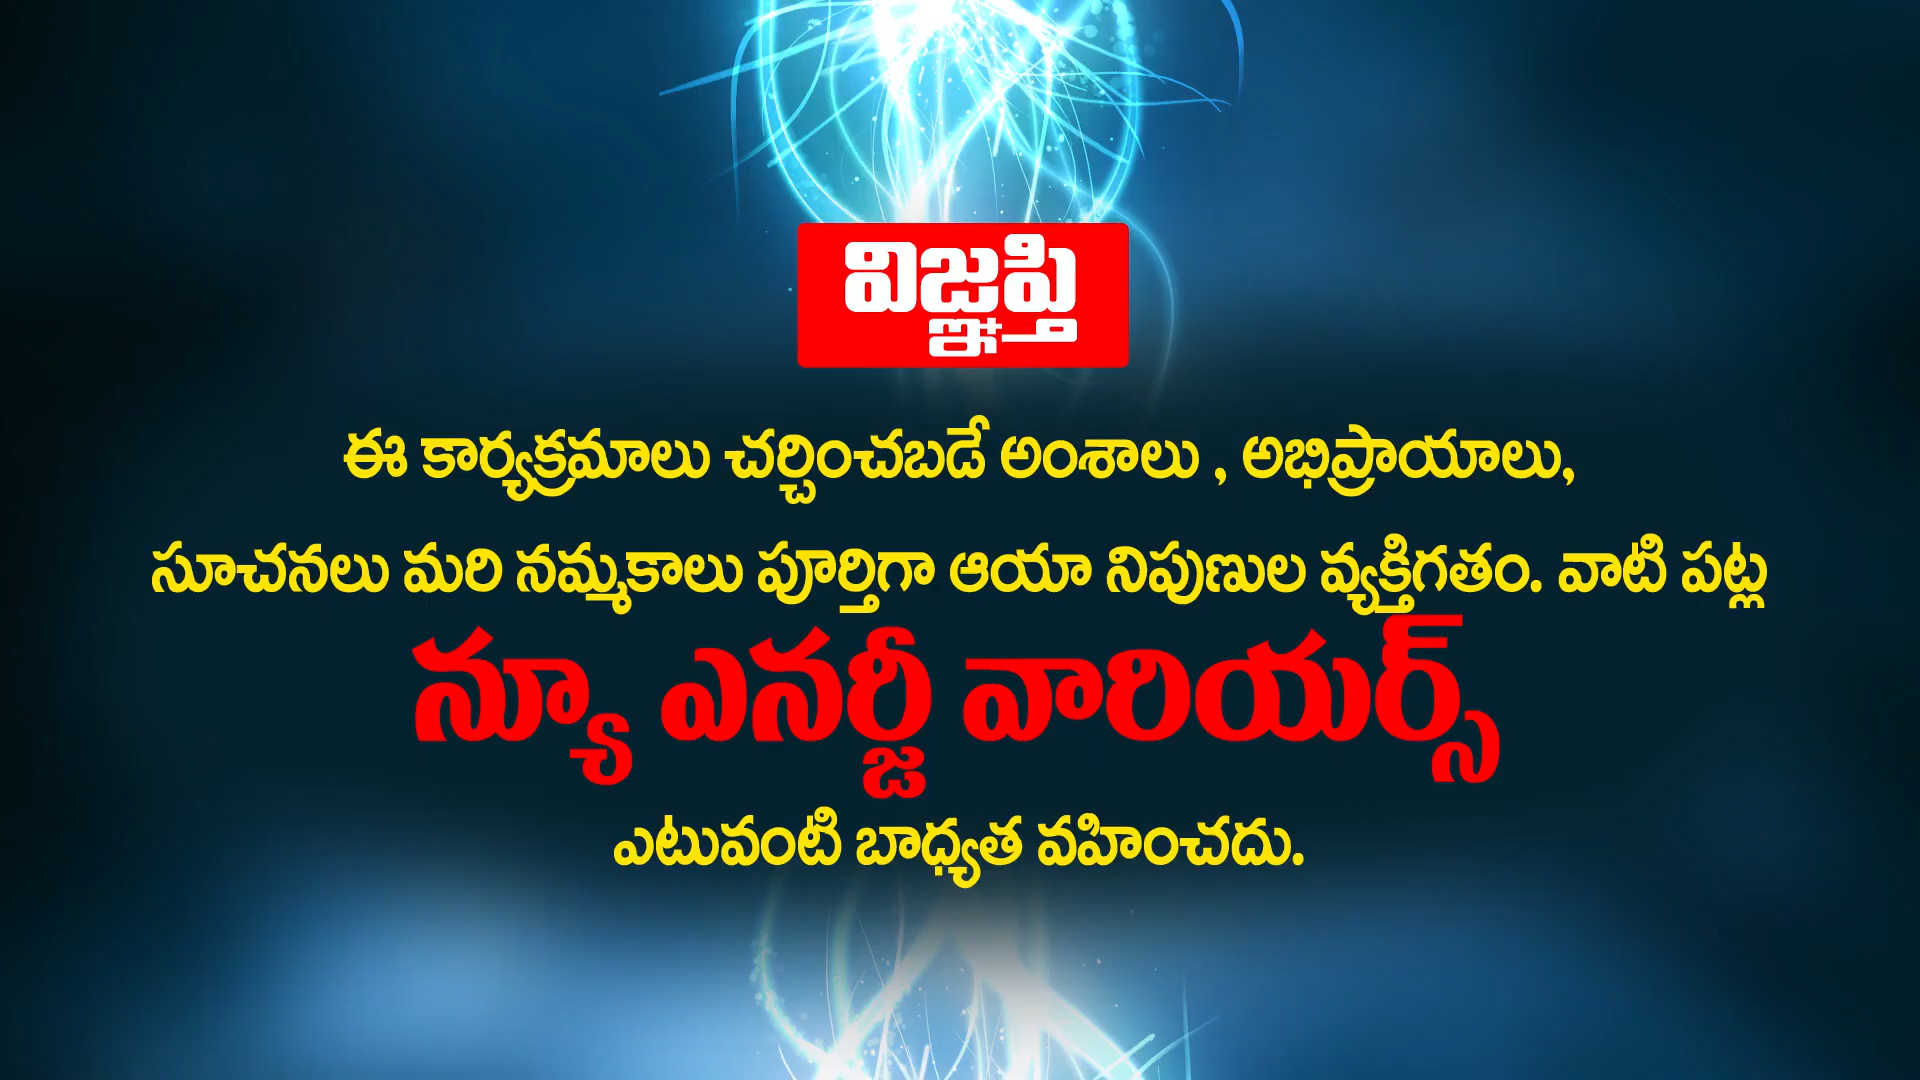 విజ్ఞప్తి
ఈ కార్యక్రమాలు చర్చించబడే అంశాలు , అభిప్రాయాలు,
సూచనలు మరి నమ్మకాలు పూర్తిగా ఆయా నిపుణుల వ్యక్తిగతం. వాటి పట్ల
న్యూ ఎనర్జీ వారియర్స్
ఎటువంటి బాధ్యత వహించదు.